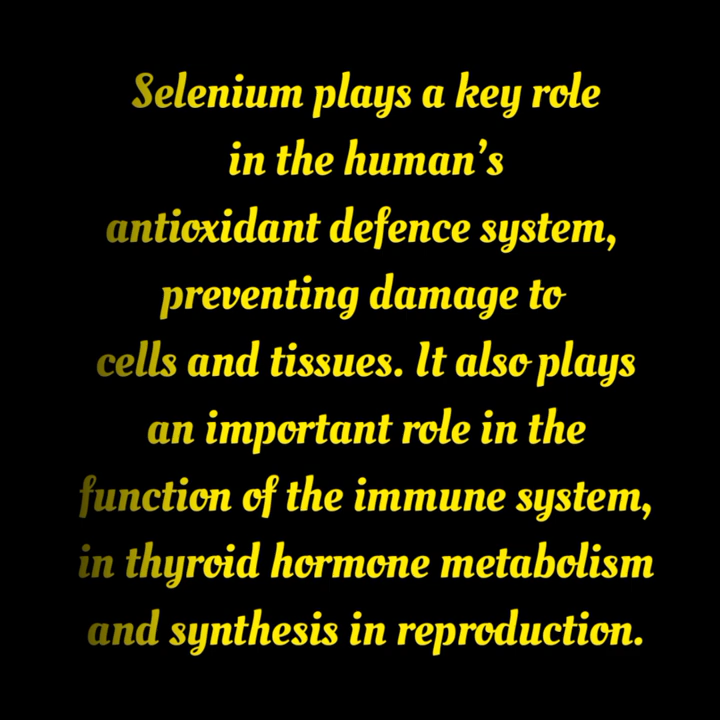 Selenium plays a key role
in the human’s
antioxidant defence system,
preventing damage to
cells and tissues. It also plays
an important role in the
function of the immune system,
in thyroid hormone metabolism
and synthesis in reproduction.